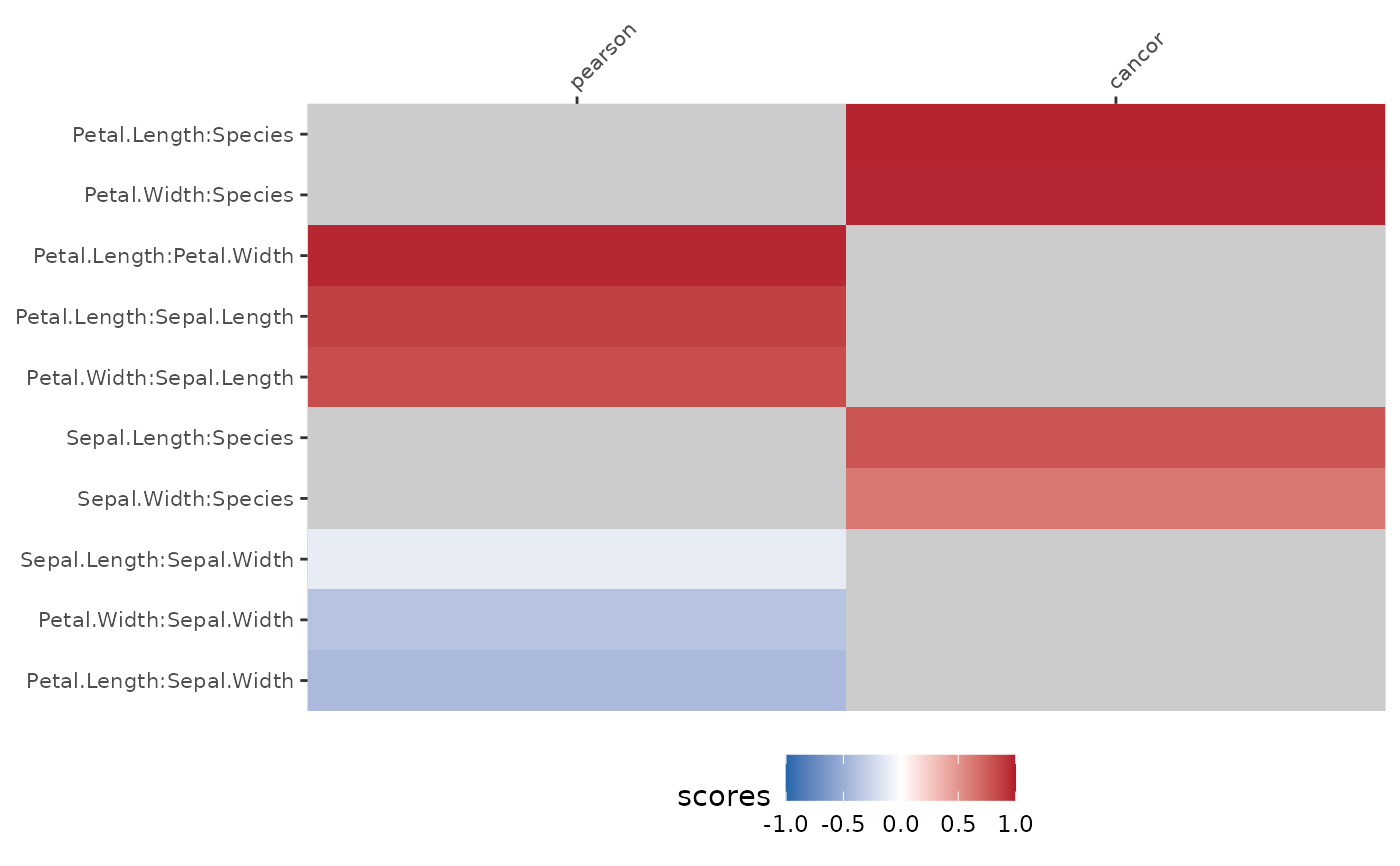 pearson
cancor
Petal.Length:Species
Petal.Width:Species
Petal.Length:Petal.Width
Petal.Length:Sepal.Length
Petal.Width:Sepal.Length
Sepal.Length:Species
Sepal.Width:Species
Sepal.Length:Sepal.Width
Petal.Width:Sepal.Width
Petal.Length:Sepal.Width
scores
-1.0 -0.5 0.0 0.5 1.0